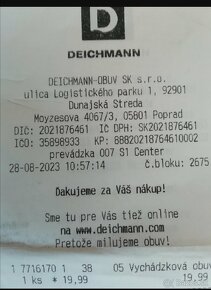 D
DEICHMANN
DEICHMANN-OBUV SK s.r.o.
ulica Logistického parku 1, 92901
Dunajská Streda
Moyzesova 4067/3, 05801 Poprad
DIČ: 2021876461 IČ DPH: SK2021876461
IČO: 35898933 KP: 88820218764610002
prevádzka 007 S1 Center
28-08-2023 10:57:14 č.bloku: 2675
Ďakujeme za Váš nákup!
Sme tu pre Vás tiež online
na www.deichmann.com
Pretože milujeme obuv!
1 7716170 1 38 05 Vychádzková obuv
1 ks * 19,99 19,99